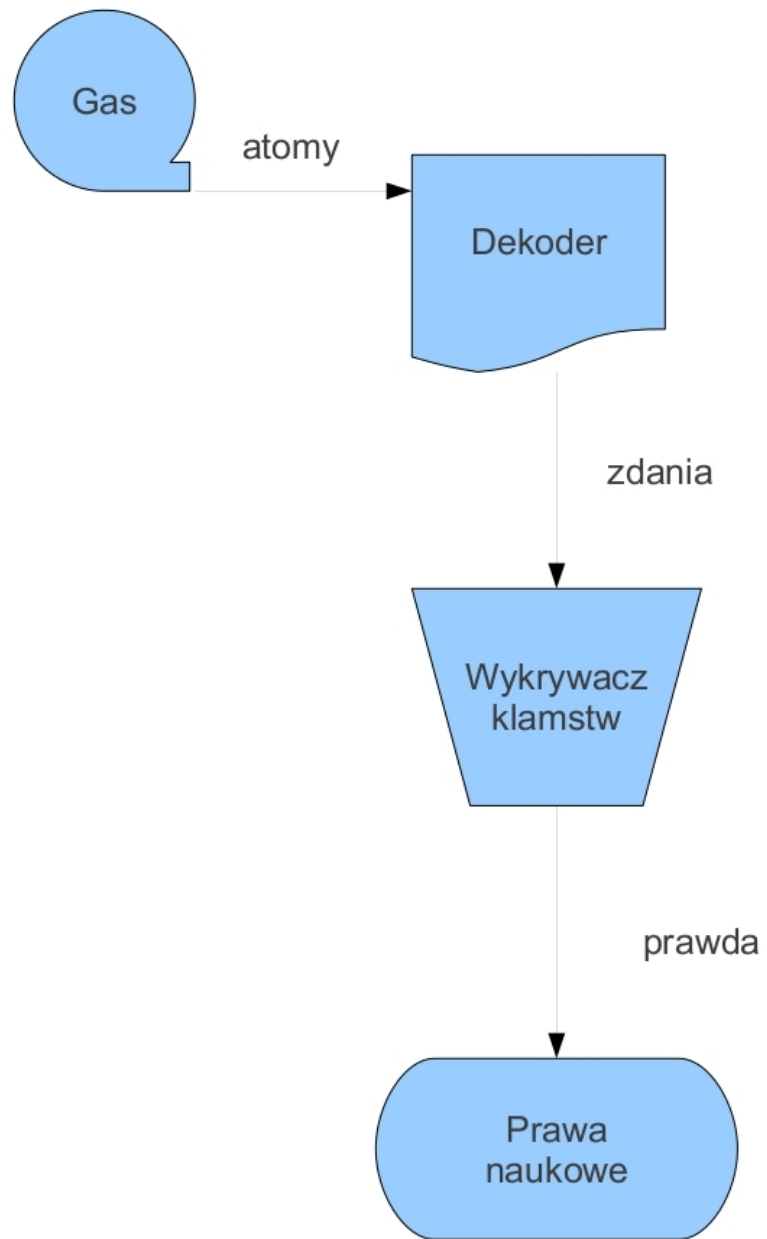 Gas
atomy
Dekoder
zdania
Wykrywacz
klamstw
prawda
Prawa
naukowe